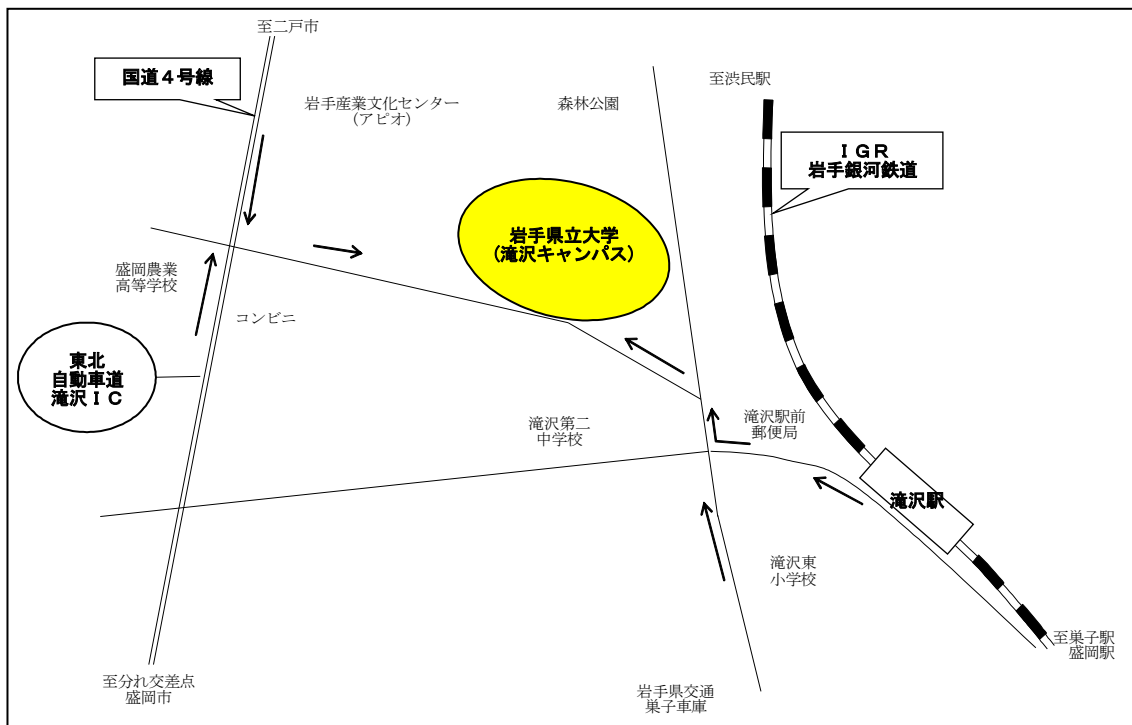 至二戸市
国道４号線
岩手産業文化センター
（アピオ）
森林公園
至渋民駅
ＩＧＲ
岩手銀河鉄道
岩手県立大学
（滝沢キャンパス）
盛岡農業
高等学校
コンビニ
東北
自動車道
滝沢ＩＣ
滝沢第二
中学校
滝沢駅前
郵便局
滝沢駅
滝沢東
小学校
至巣子駅
盛岡駅
至分れ交差点
盛岡市
岩手県交通
巣子車庫